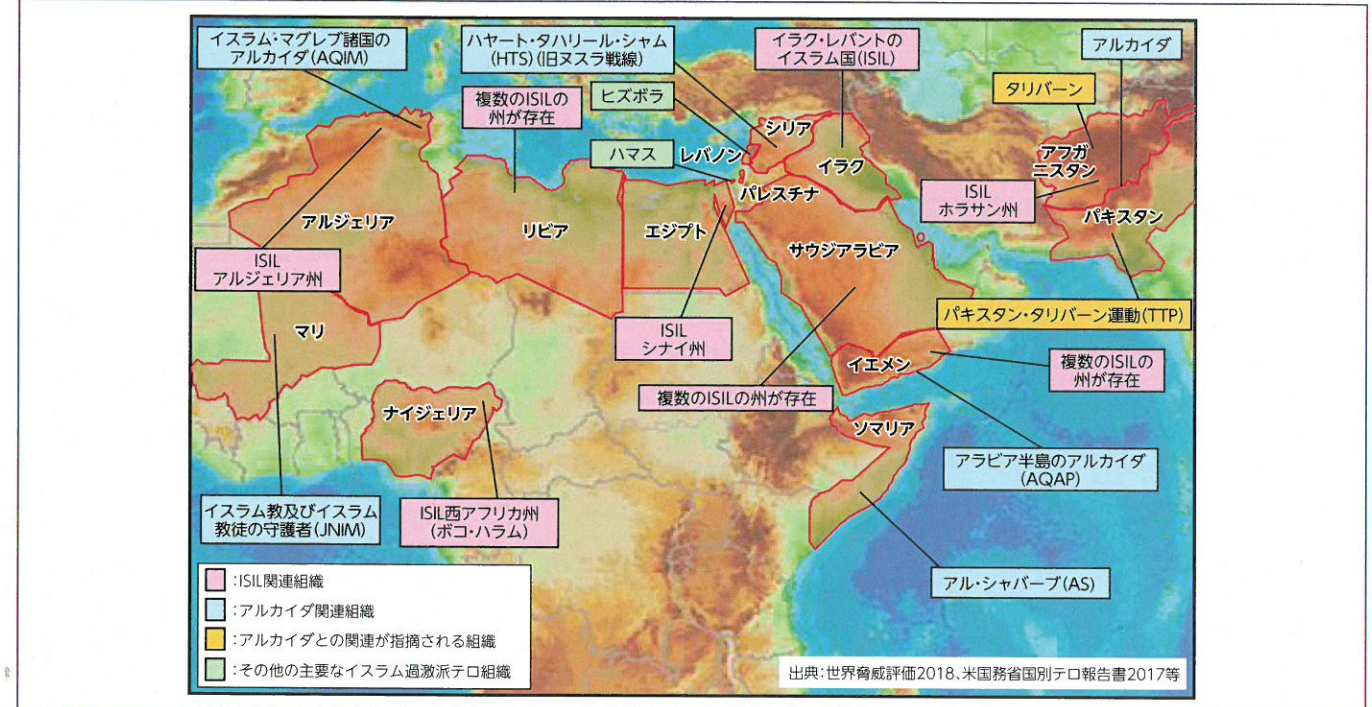 イスラム・マグレブ諸国の
アルカイダ(AQIM)
ハヤート・タハリール・シャム
(HTS)(旧ヌスラ戦線)
イラク・レバントの
イスラム国(ISIL)
アルカイダ
複数のISILの
州が存在
ヒズボラ
タリバーン
シリア
ハマス
レバノン
イラク
アフガ
ニスタン
パレスチナ
ISIL
ホラサン州
パキスタン
アルジェリア
リビア
エジプト
サウジアラビア
ISIL
アルジェリア州
パキスタン・タリバーン運動(TTP)
マリ
ISIL
シナイ州
イエメン
複数のISILの
州が存在
複数のISILの州が存在
ナイジェリア
ソマリア
アラビア半島のアルカイダ
(AQAP)
イスラム教及びイスラム
教徒の守護者(JNIM)
ISIL西アフリカ州
(ボコ・ハラム)
アル・シャバーブ(AS)
:ISIL関連組織
:アルカイダ関連組織
:アルカイダとの関連が指摘される組織
:その他の主要なイスラム過激派テロ組織
出典:世界脅威評価2018、米国務省国別テロ報告書2017等